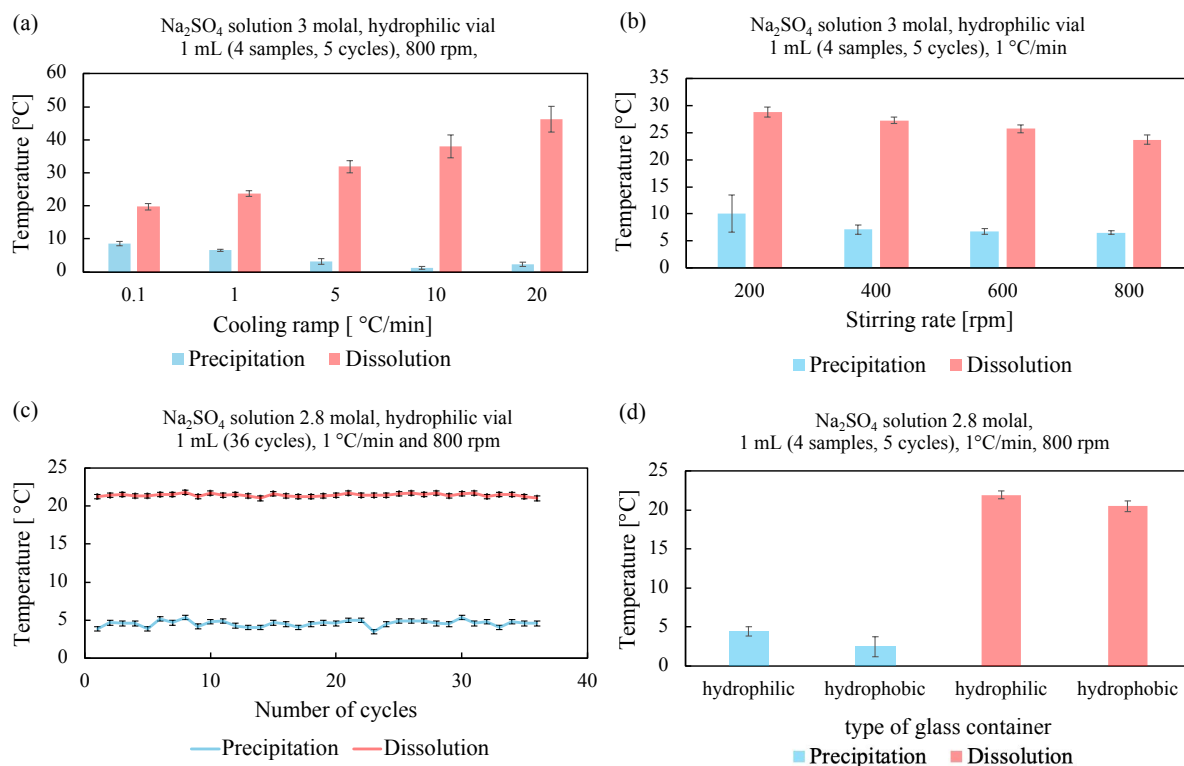 (a)
Na₂SO₄ solution 3 molal, hydrophilic vial
1 mL (4 samples, 5 cycles), 800 rpm,
Temperature [°C]
60
50
40
30
20
10
0
0.1 1 5 10 20
Cooling ramp [ °C/min]
Precipitation Dissolution
(b)
Na₂SO₄ solution 3 molal, hydrophilic vial
1 mL (4 samples, 5 cycles), 1 °C/min
Temperature [°C]
35
30
25
20
15
10
5
0
200 400 600 800
Stirring rate [rpm]
Precipitation Dissolution
(c)
Na₂SO₄ solution 2.8 molal, hydrophilic vial
1 mL (36 cycles), 1 °C/min and 800 rpm
Temperature [ °C]
25
20
15
10
5
0
0 10 20 30 40
Number of cycles
Precipitation Dissolution
(d)
Na₂SO₄ solution 2.8 molal,
1 mL (4 samples, 5 cycles), 1°C/min, 800 rpm
Temperature [°C]
25
20
15
10
5
0
hydrophilic hydrophobic hydrophilic hydrophobic
type of glass container
Precipitation Dissolution